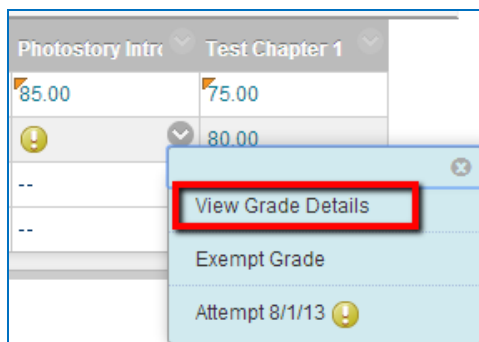 Photostory Intro Test Chapter 1
85.00 75.00
! 80.00
-- 
--
View Grade Details
Exempt Grade
Attempt 8/1/13 !